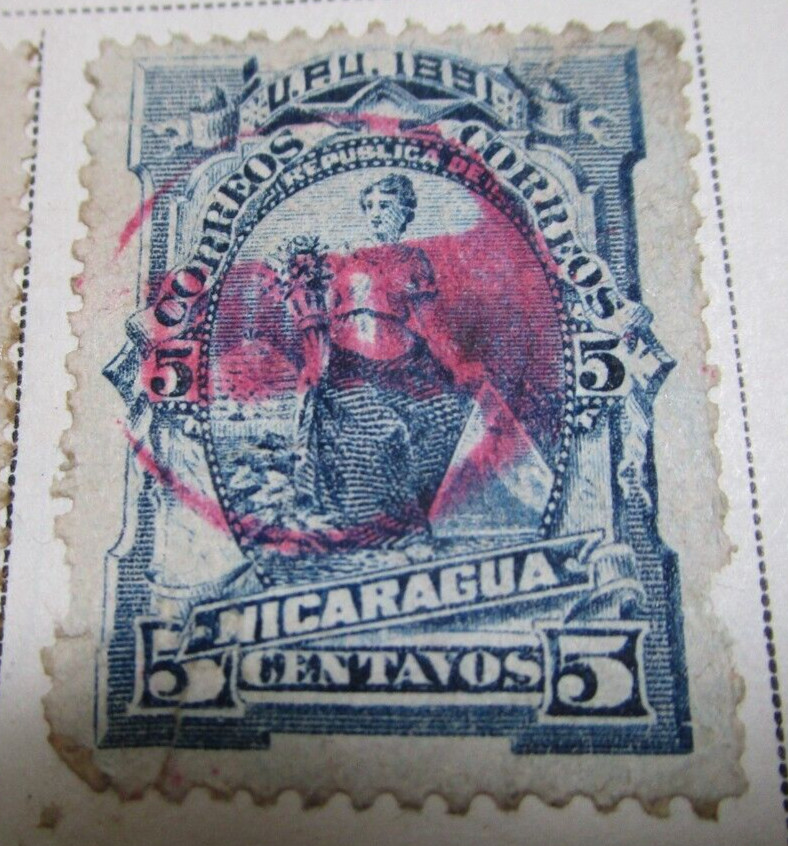 U.P.U. 1891
CORREOS CORREOS
REPUBLICA DE
5 5
NICARAGUA
5 CENTAVOS 5